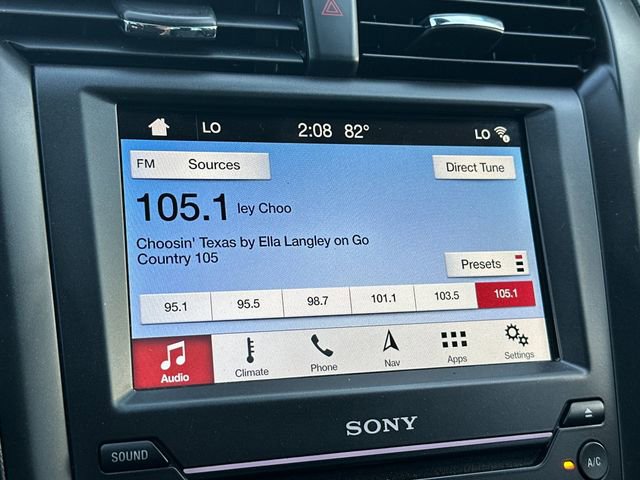 LO 2:08 82° LO
FM Sources Direct Tune
105.1 ley Choo
Choosin' Texas by Ella Langley on Go
Country 105
Presets
95.1 95.5 98.7 101.1 103.5 105.1
Audio Climate Phone Nav Apps Settings
SONY
SOUND
A/C